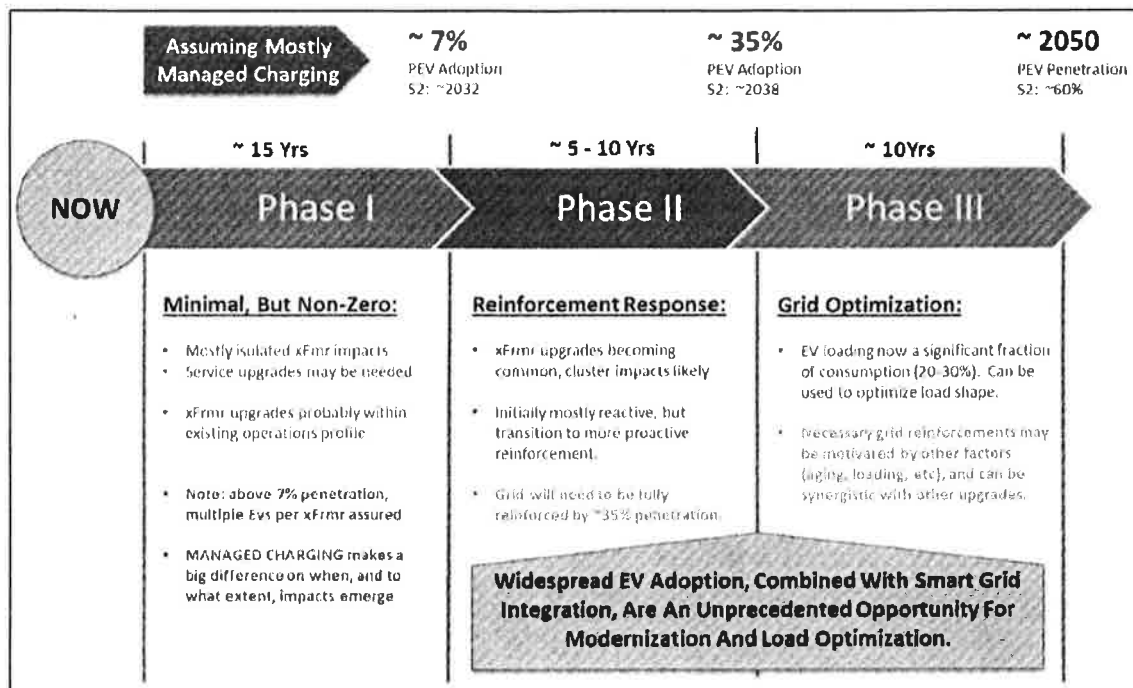 Assuming Mostly
Managed Charging
~ 7%
PEV Adoption
S2: ~2032
~ 35%
PEV Adoption
S2: ~2038
~ 2050
PEV Penetration
S2: ~60%
~ 15 Yrs
~ 5 - 10 Yrs
~ 10Yrs
NOW
Phase I
Phase II
Phase III
Minimal, But Non-Zero:
• Mostly isolated xFmr impacts
• Service upgrades may be needed
• xFrmr upgrades probably within
existing operations profile
• Note: above 7% penetration,
multiple Evs per xFrmr assured
• MANAGED CHARGING makes a
big difference on when, and to
what extent, impacts emerge
Reinforcement Response:
• xFrmr upgrades becoming
common, cluster impacts likely
• Initially mostly reactive, but
transition to more proactive
reinforcement.
• Grid will need to be fully
reinforced by ~35% penetration.
Grid Optimization:
• EV loading now a significant fraction
of consumption (20-30%). Can be
used to optimize load shape.
• Necessary grid reinforcements may
be motivated by other factors
(aging, loading, etc), and can be
synergistic with other upgrades.
Widespread EV Adoption, Combined With Smart Grid
Integration, Are An Unprecedented Opportunity For
Modernization And Load Optimization.